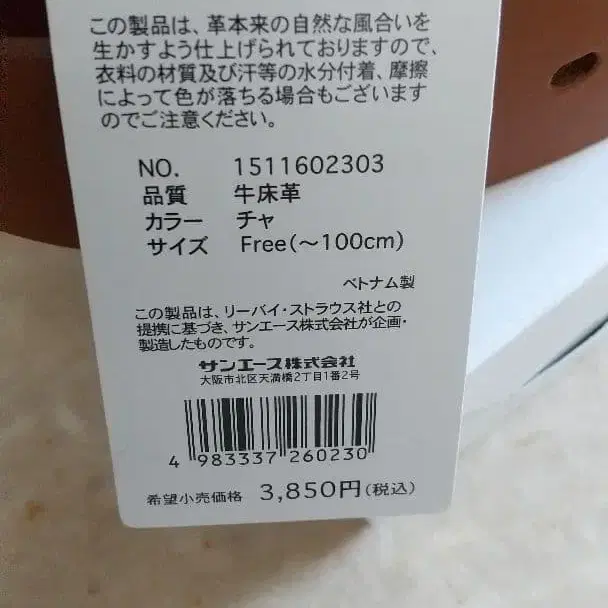 この製品は、革本来の自然な風合いを
生かすよう仕上げられておりますので、
衣料の材質及び汗等の水分付着、摩擦
によって色が落ちる場合もございます
のでご注意ください。
NO. 1511602303
品質 牛床革
カラー チャ
サイズ Free(～100cm)
ベトナム製
この製品は、リーバイ・ストラウス社との
提携に基づき、サンエース株式会社が企画・
製造したものです。
サンエース株式会社
大阪市北区天満橋2丁目1番2号
4 983337 260230
希望小売価格 3,850円(税込)